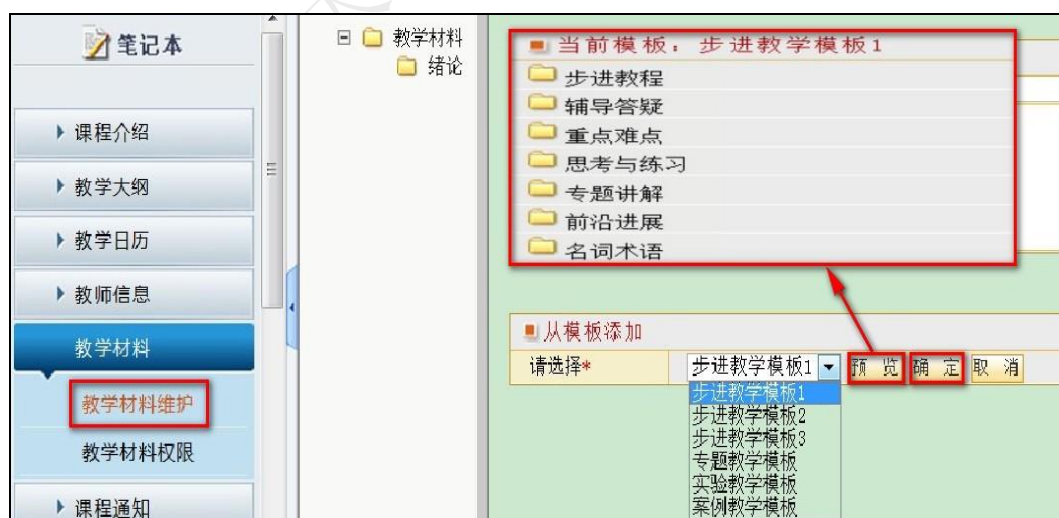 笔记本
课程介绍
教学大纲
教学日历
教师信息
教学材料
教学材料维护
教学材料权限
课程通知
教学材料
绪论
当前模板：步进教学模板1
步进教程
辅导答疑
重点难点
思考与练习
专题讲解
前沿进展
名词术语
从模板添加
请选择* 步进教学模板1 预 览 确 定 取 消
步进教学模板1
步进教学模板2
步进教学模板3
专题教学模板
实验教学模板
案例教学模板